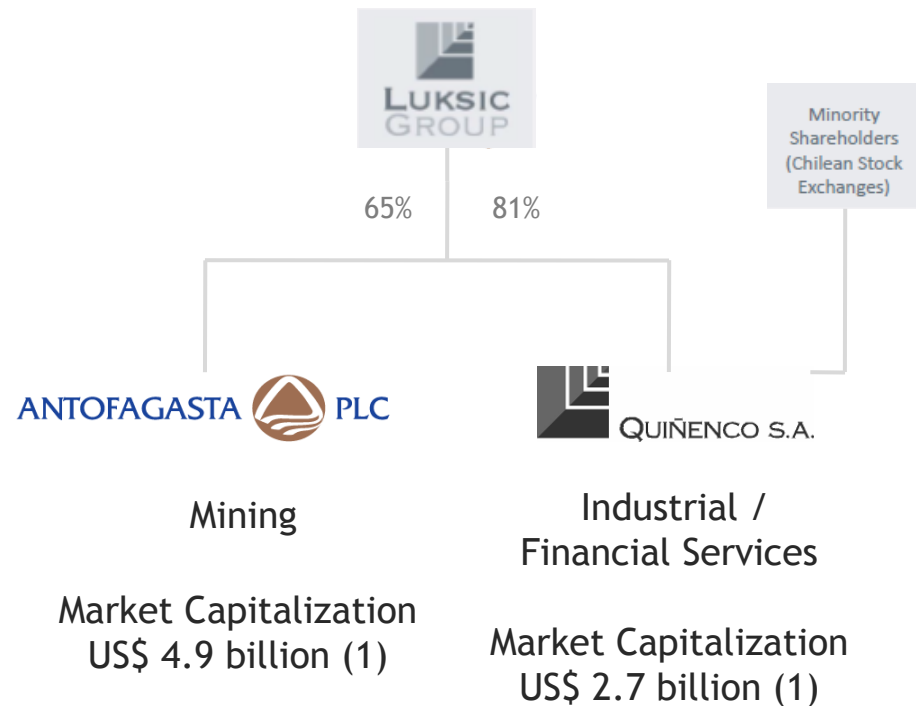 LUKSIC
GROUP
Minority
Shareholders
(Chilean Stock
Exchanges)
65%
81%
ANTOFAGASTA PLC
QUIÑENCO S.A.
Mining
Market Capitalization
US$ 4.9 billion (1)
Industrial /
Financial Services
Market Capitalization
US$ 2.7 billion (1)